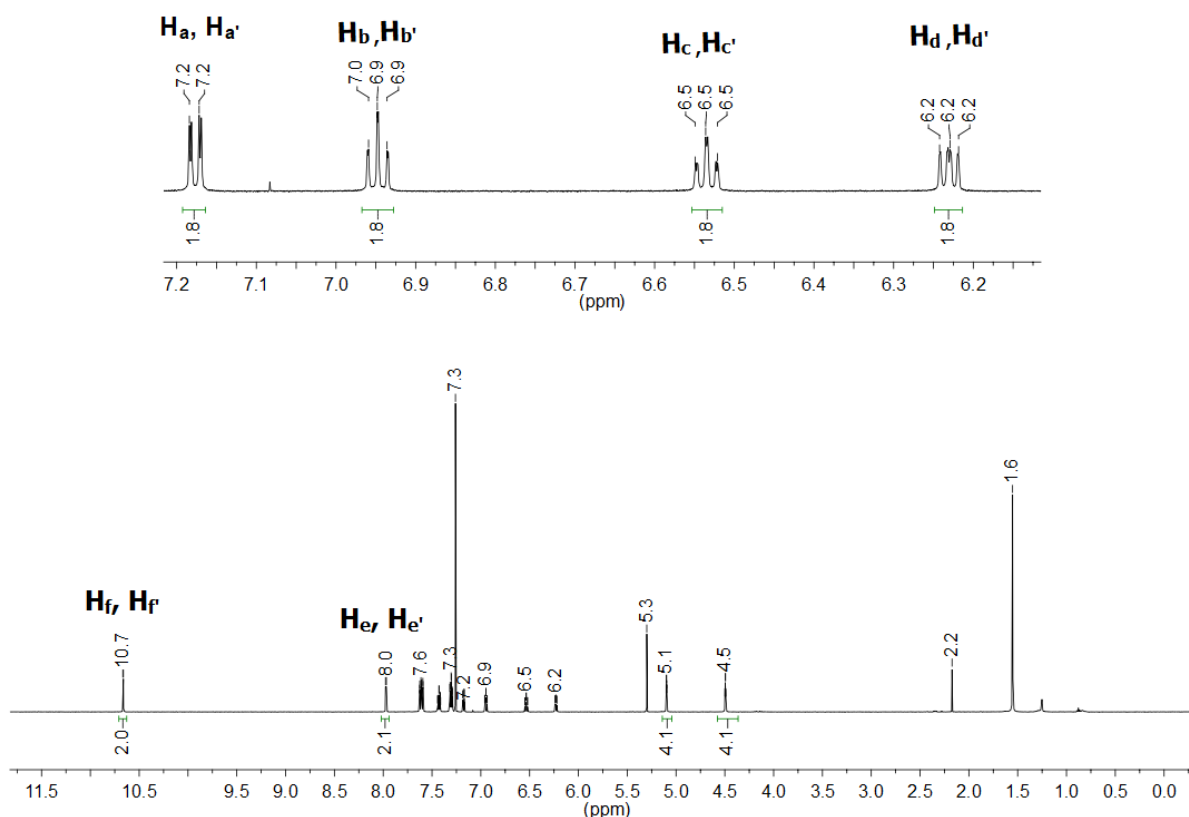 Ha, Ha'
Hb ,Hb'
Hc ,Hc'
Hd ,Hd'
7.2 7.2
7.0 6.9 6.9
6.5 6.5 6.5
6.2 6.2 6.2
1.8 1.8 1.8 1.8
7.2 7.1 7.0 6.9 6.8 6.7 6.6 6.5 6.4 6.3 6.2
(ppm)
Hf, Hf'
He, He'
10.7 8.0 7.6 7.3 7.3 7.2 6.9 6.5 6.2 5.3 5.1 4.5 2.2 1.6
2.0 2.1 4.1 4.1
11.5 10.5 9.5 9.0 8.5 8.0 7.5 7.0 6.5 6.0 5.5 5.0 4.5 4.0 3.5 3.0 2.5 2.0 1.5 1.0 0.5 0.0
(ppm)